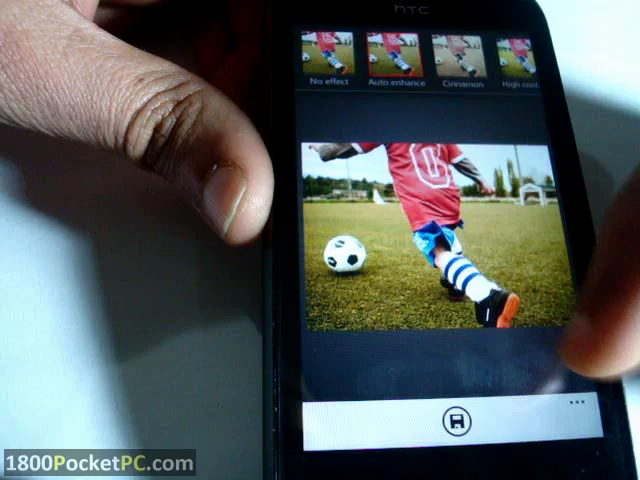 hTC
No effect
Auto enhance
Cinnamon
High cont
1800PocketPC.com